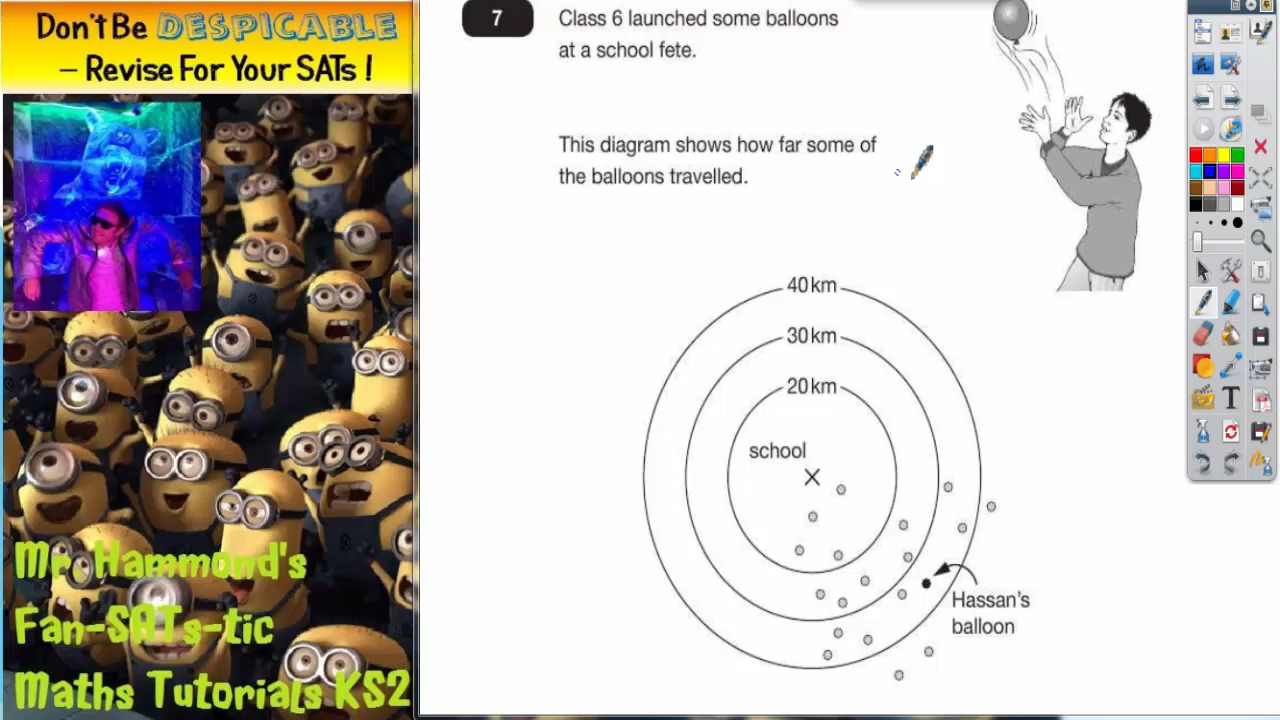 Don't Be DESPICABLE
– Revise For Your SATs !
Mr Hammond's
Fan-SATs-tic
Maths Tutorials KS2
7 Class 6 launched some balloons
at a school fete.
This diagram shows how far some of
the balloons travelled.
40 km
30 km
20 km
school
Hassan's
balloon